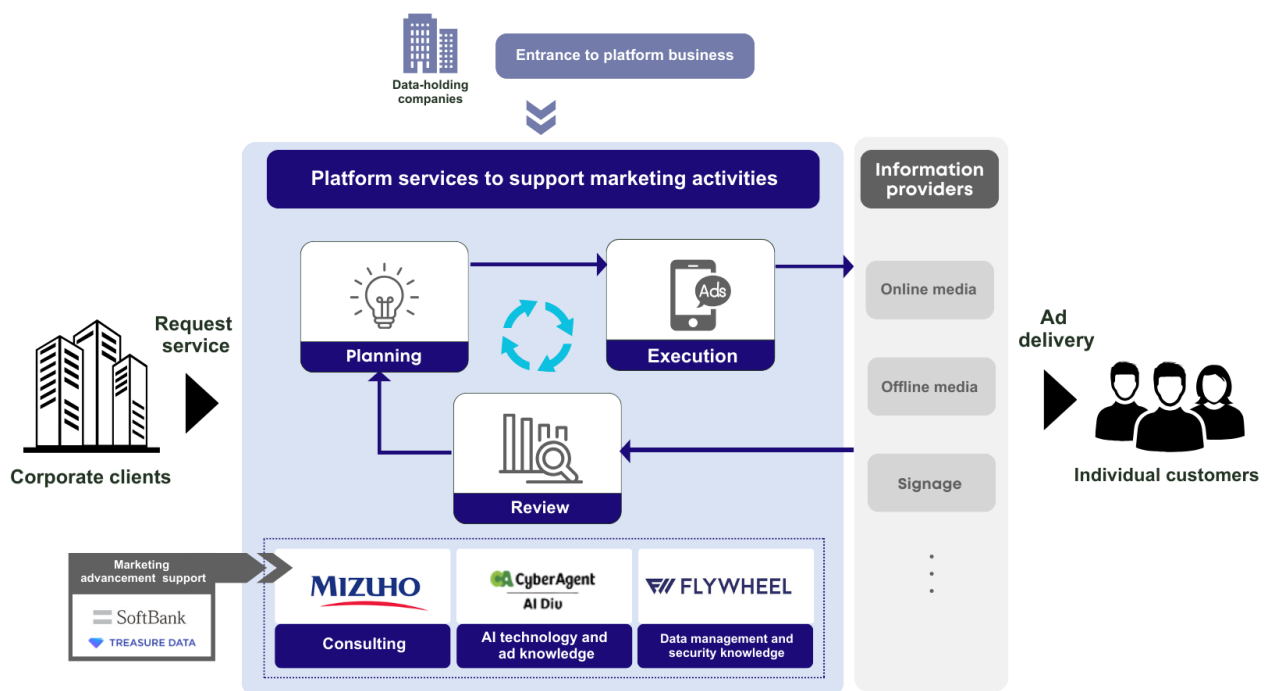 Data-holding
companies
Entrance to platform business
Platform services to support marketing activities
Information
providers
Planning
Ads
Execution
Review
Request
service
Corporate clients
Online media
Offline media
Signage
Ad
delivery
Individual customers
Marketing
advancement support
SoftBank
TREASURE DATA
MIZUHO
Consulting
CA CyberAgent
AI Div
AI technology and
ad knowledge
FLYWHEEL
Data management and
security knowledge